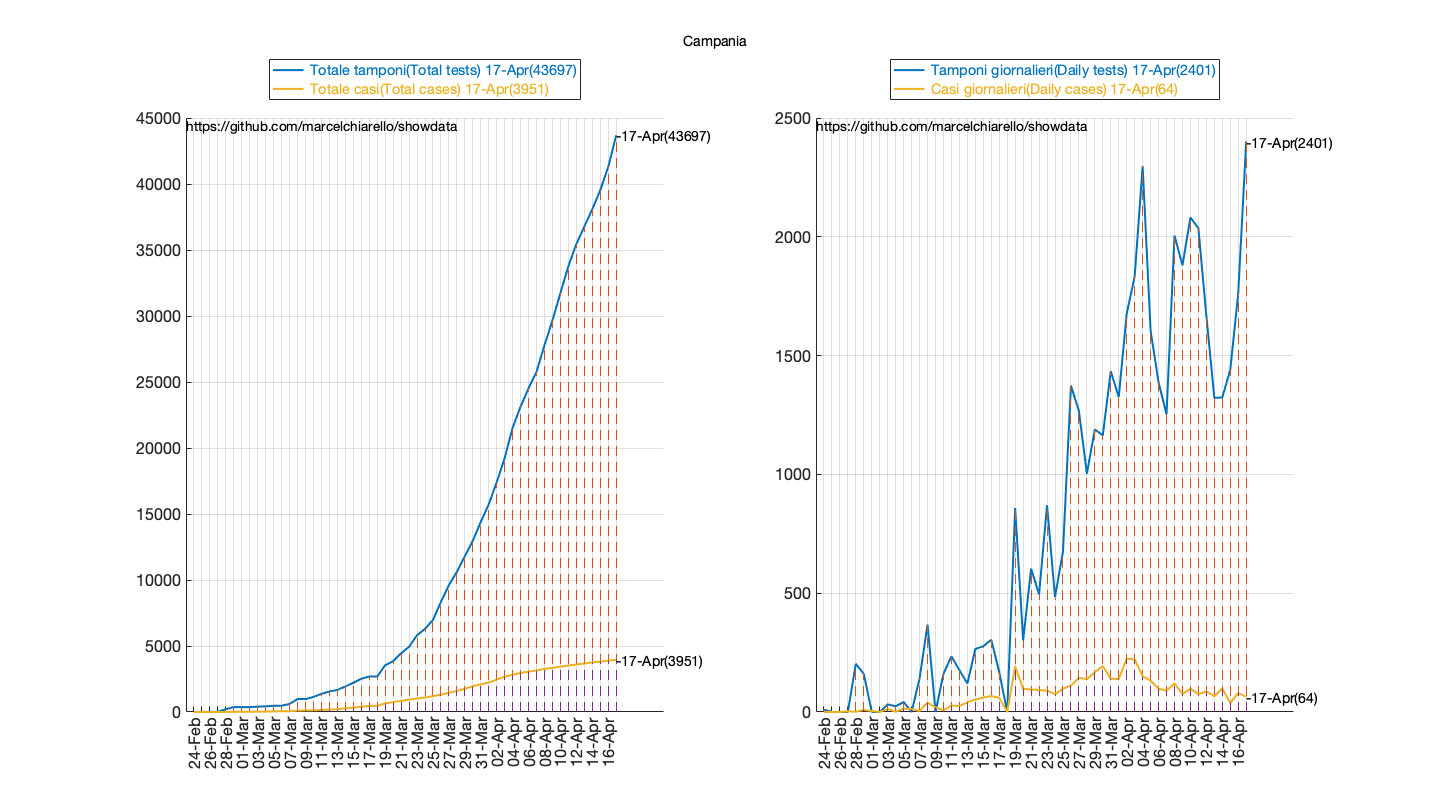 Campania
Totale tamponi(Total tests) 17-Apr(43697)
Totale casi(Total cases) 17-Apr(3951)
https://github.com/marcelchiarello/showdata
45000
40000
35000
30000
25000
20000
15000
10000
5000
0
17-Apr(43697)
17-Apr(3951)
24-Feb
26-Feb
28-Feb
01-Mar
03-Mar
05-Mar
07-Mar
09-Mar
11-Mar
13-Mar
15-Mar
17-Mar
19-Mar
21-Mar
23-Mar
25-Mar
27-Mar
29-Mar
31-Mar
02-Apr
04-Apr
06-Apr
08-Apr
10-Apr
12-Apr
14-Apr
16-Apr
Tamponi giornalieri(Daily tests) 17-Apr(2401)
Casi giornalieri(Daily cases) 17-Apr(64)
https://github.com/marcelchiarello/showdata
2500
2000
1500
1000
500
0
17-Apr(2401)
17-Apr(64)
24-Feb
26-Feb
28-Feb
01-Mar
03-Mar
05-Mar
07-Mar
09-Mar
11-Mar
13-Mar
15-Mar
17-Mar
19-Mar
21-Mar
23-Mar
25-Mar
27-Mar
29-Mar
31-Mar
02-Apr
04-Apr
06-Apr
08-Apr
10-Apr
12-Apr
14-Apr
16-Apr